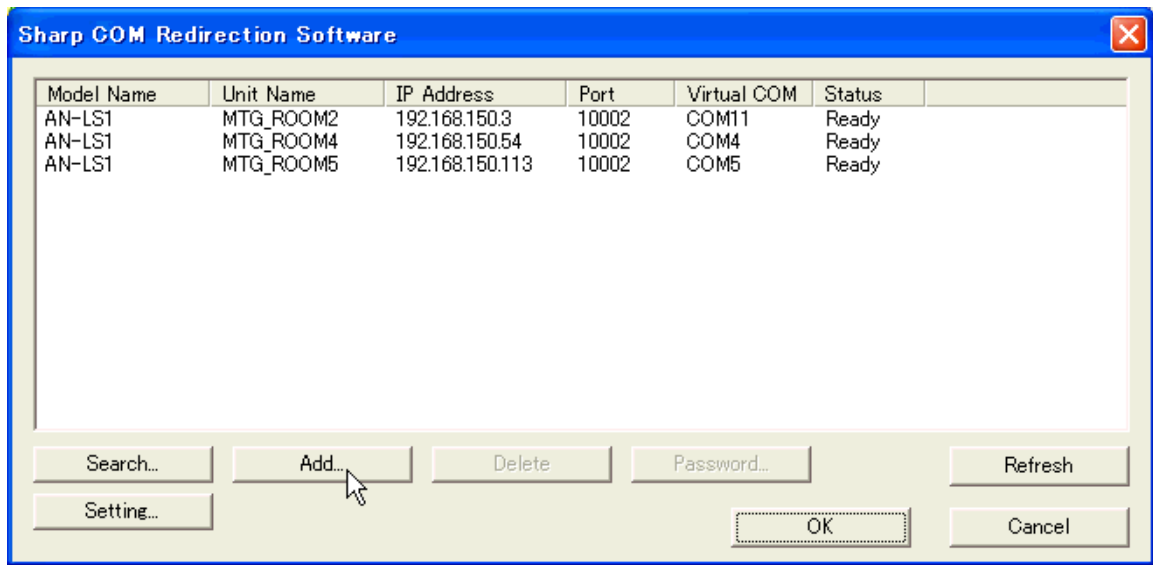 Sharp COM Redirection Software
Model Name Unit Name IP Address Port Virtual COM Status
AN-LS1 MTG_ROOM2 192.168.150.3 10002 COM11 Ready
AN-LS1 MTG_ROOM4 192.168.150.54 10002 COM4 Ready
AN-LS1 MTG_ROOM5 192.168.150.113 10002 COM5 Ready
Search... Add... Delete Password... Refresh
Setting... OK Cancel